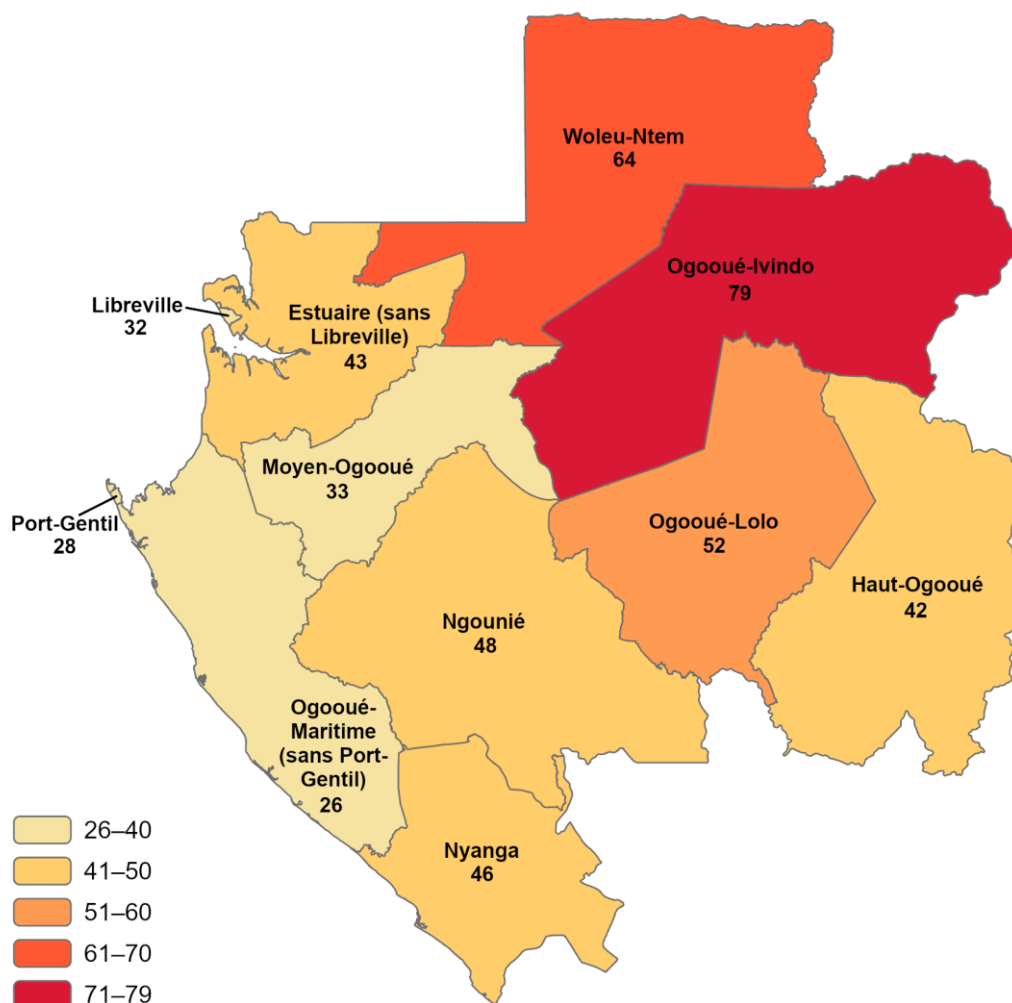 Woleu-Ntem
64
Ogooué-Ivindo
79
Libreville
32
Estuaire (sans
Libreville)
43
Moyen-Ogooué
33
Port-Gentil
28
Ogooué-Lolo
52
Haut-Ogooué
42
Ngounié
48
Ogooué-
Maritime
(sans Port-
Gentil)
26
Nyanga
46
26–40
41–50
51–60
61–70
71–79